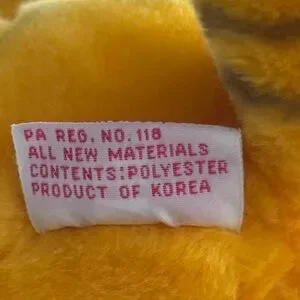 PA REG. NO. 118
ALL NEW MATERIALS
CONTENTS:POLYESTER
PRODUCT OF KOREA